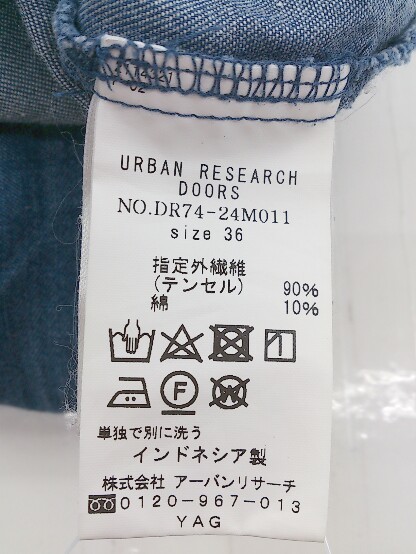 URBAN RESEARCH
DOORS
NO.DR74-24M011
size 36
指定外繊維
(テンセル) 90%
綿 10%
F W
単独で別に洗う
インドネシア製
株式会社 アーバンリサーチ
0120-967-013
YAG